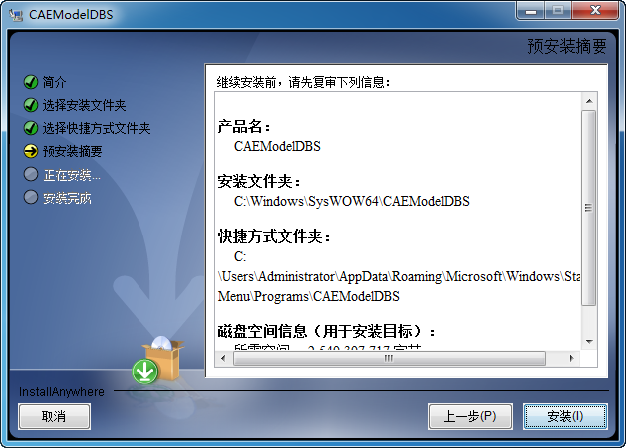 CAEModelDBS
预安装摘要
简介
选择安装文件夹
选择快捷方式文件夹
预安装摘要
正在安装...
安装完成
继续安装前，请先复审下列信息：
产品名：
CAEModelDBS
安装文件夹：
C:\Windows\SysWOW64\CAEModelDBS
快捷方式文件夹：
C:
\Users\Administrator\AppData\Roaming\Microsoft\Windows\Sta
Menu\Programs\CAEModelDBS
磁盘空间信息（用于安装目标）：
InstallAnywhere
取消
上一步(P)
安装(I)